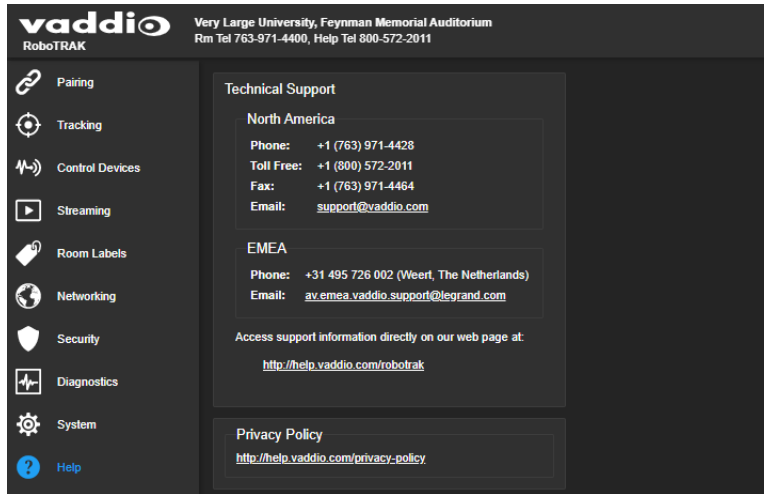 vaddio
RoboTRAK
Very Large University, Feynman Memorial Auditorium
Rm Tel 763-971-4400, Help Tel 800-572-2011
Pairing
Tracking
Control Devices
Streaming
Room Labels
Networking
Security
Diagnostics
System
? Help
Technical Support
North America
Phone: +1 (763) 971-4428
Toll Free: +1 (800) 572-2011
Fax: +1 (763) 971-4464
Email: support@vaddio.com
EMEA
Phone: +31 495 726 002 (Weert, The Netherlands)
Email: av.emea.vaddio.support@legrand.com
Access support information directly on our web page at:
http://help.vaddio.com/robotrak
Privacy Policy
http://help.vaddio.com/privacy-policy